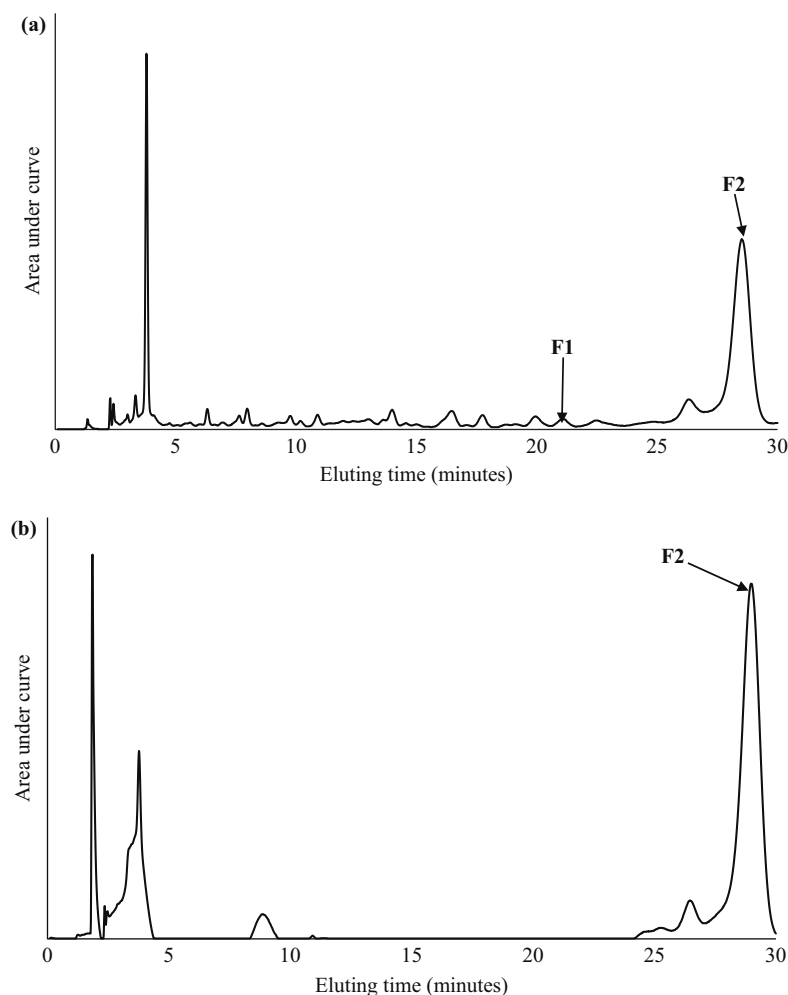 (a)
Area under curve
F2
F1
0 5 10 15 20 25 30
Eluting time (minutes)
(b)
Area under curve
F2
0 5 10 15 20 25 30
Eluting time (minutes)